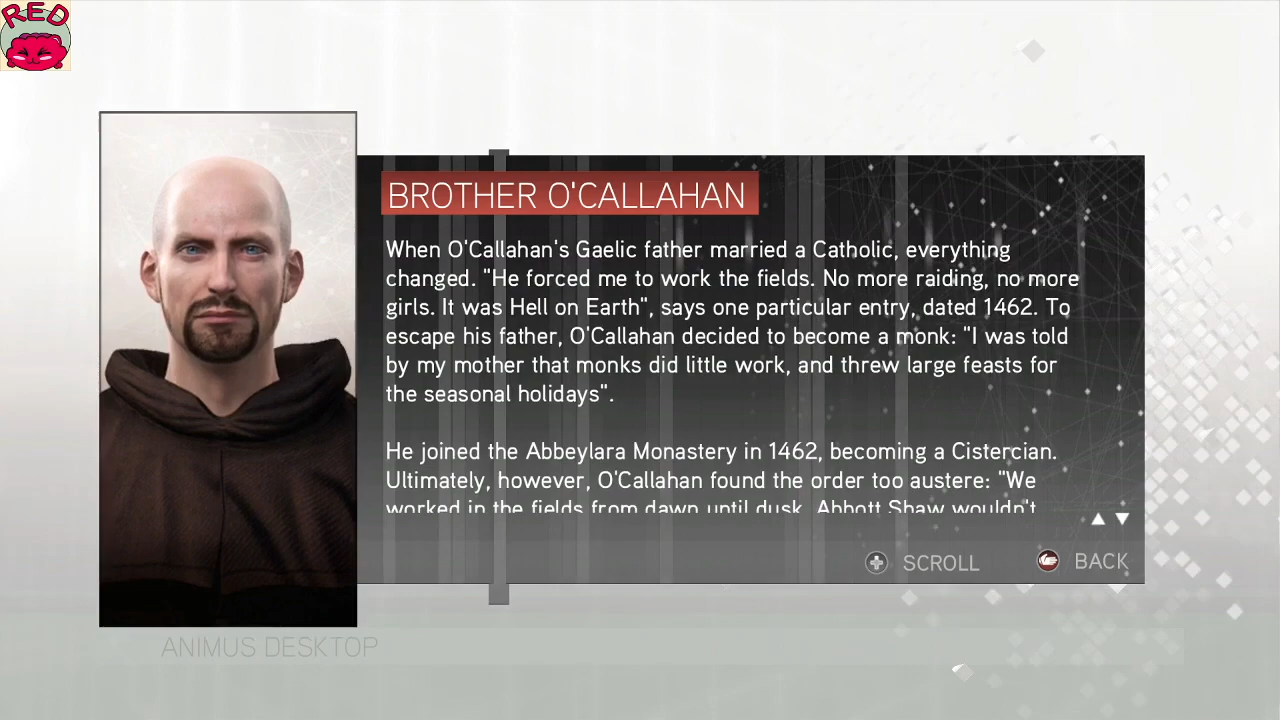 RED
BROTHER O'CALLAHAN
When O'Callahan's Gaelic father married a Catholic, everything
changed. "He forced me to work the fields. No more raiding, no more
girls. It was Hell on Earth", says one particular entry, dated 1462. To
escape his father, O'Callahan decided to become a monk: "I was told
by my mother that monks did little work, and threw large feasts for
the seasonal holidays".
He joined the Abbeylara Monastery in 1462, becoming a Cistercian.
Ultimately, however, O'Callahan found the order too austere: "We
worked in the fields from dawn until dusk. Abbott Shaw wouldn't
SCROLL
BACK
ANIMUS DESKTOP